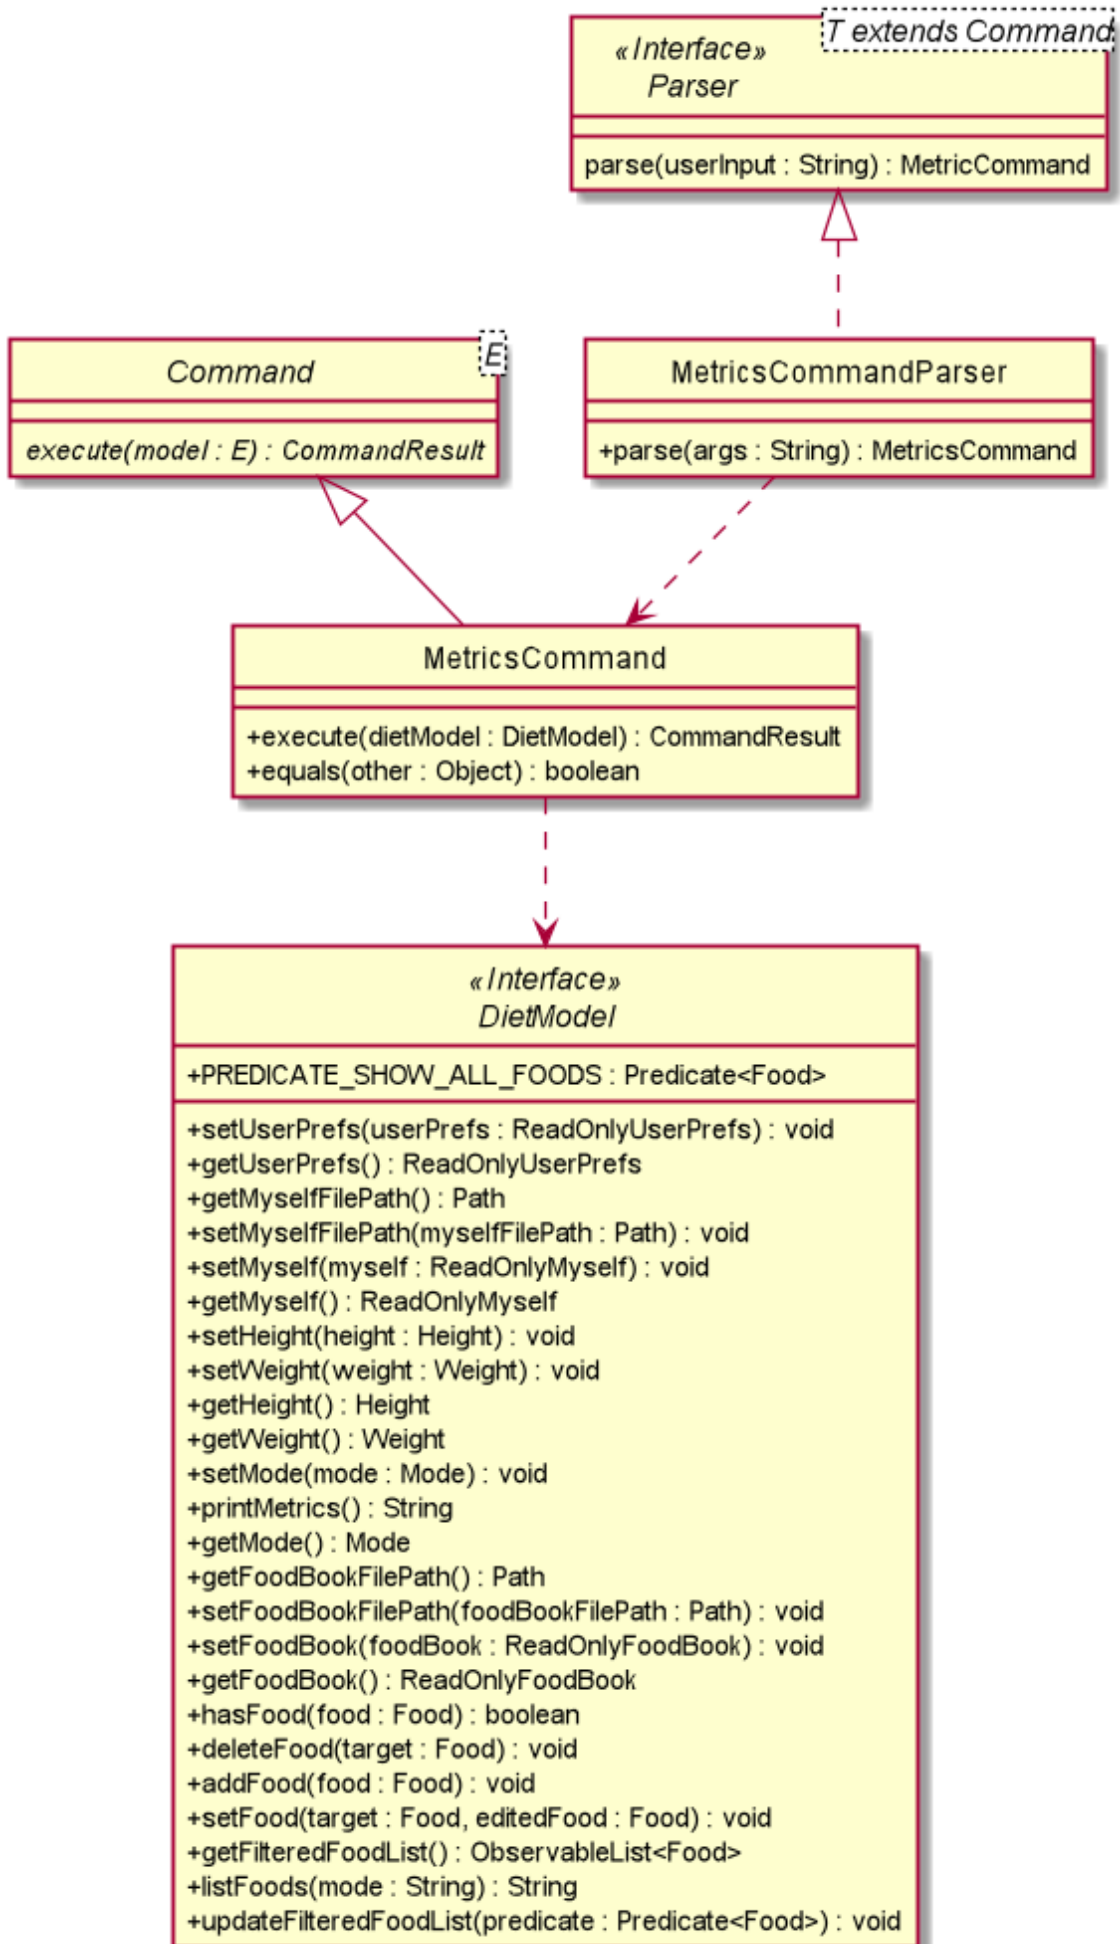 T extends Command
«Interface»
Parser
parse(userInput : String) : MetricCommand
Command
E
execute(model : E) : CommandResult
MetricsCommandParser
+parse(args : String) : MetricsCommand
MetricsCommand
+execute(dietModel : DietModel) : CommandResult
+equals(other : Object) : boolean
«Interface»
DietModel
+PREDICATE_SHOW_ALL_FOODS : Predicate<Food>
+setUserPrefs(userPrefs : ReadOnlyUserPrefs) : void
+getUserPrefs() : ReadOnlyUserPrefs
+getMyselfFilePath() : Path
+setMyselfFilePath(myselfFilePath : Path) : void
+setMyself(myself : ReadOnlyMyself) : void
+getMyself() : ReadOnlyMyself
+setHeight(height : Height) : void
+setWeight(weight : Weight) : void
+getHeight() : Height
+getWeight() : Weight
+setMode(mode : Mode) : void
+printMetrics() : String
+getMode() : Mode
+getFoodBookFilePath() : Path
+setFoodBookFilePath(foodBookFilePath : Path) : void
+setFoodBook(foodBook : ReadOnlyFoodBook) : void
+getFoodBook() : ReadOnlyFoodBook
+hasFood(food : Food) : boolean
+deleteFood(target : Food) : void
+addFood(food : Food) : void
+setFood(target : Food, editedFood : Food) : void
+getFilteredFoodList() : ObservableList<Food>
+listFoods(mode : String) : String
+updateFilteredFoodList(predicate : Predicate<Food>) : void